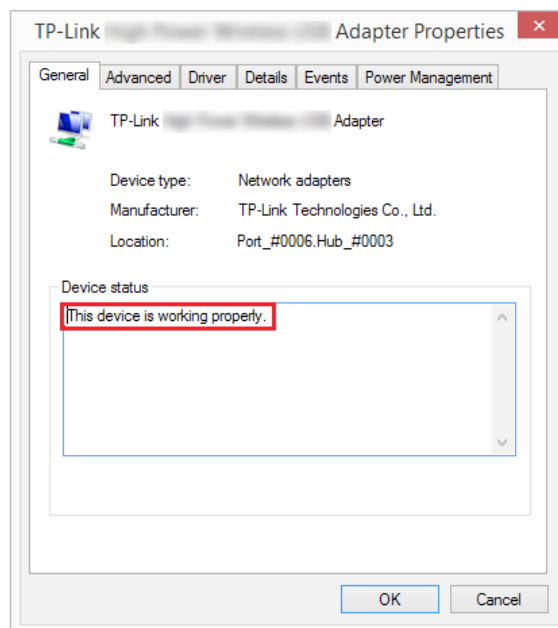 TP-Link Adapter Properties
General Advanced Driver Details Events Power Management
TP-Link Adapter
Device type: Network adapters
Manufacturer: TP-Link Technologies Co., Ltd.
Location: Port_#0006.Hub_#0003
Device status
This device is working properly.
OK Cancel